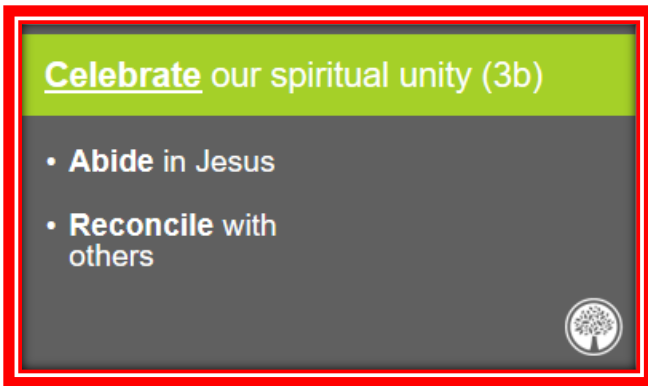 Celebrate our spiritual unity (3b)
• Abide in Jesus
• Reconcile with
others